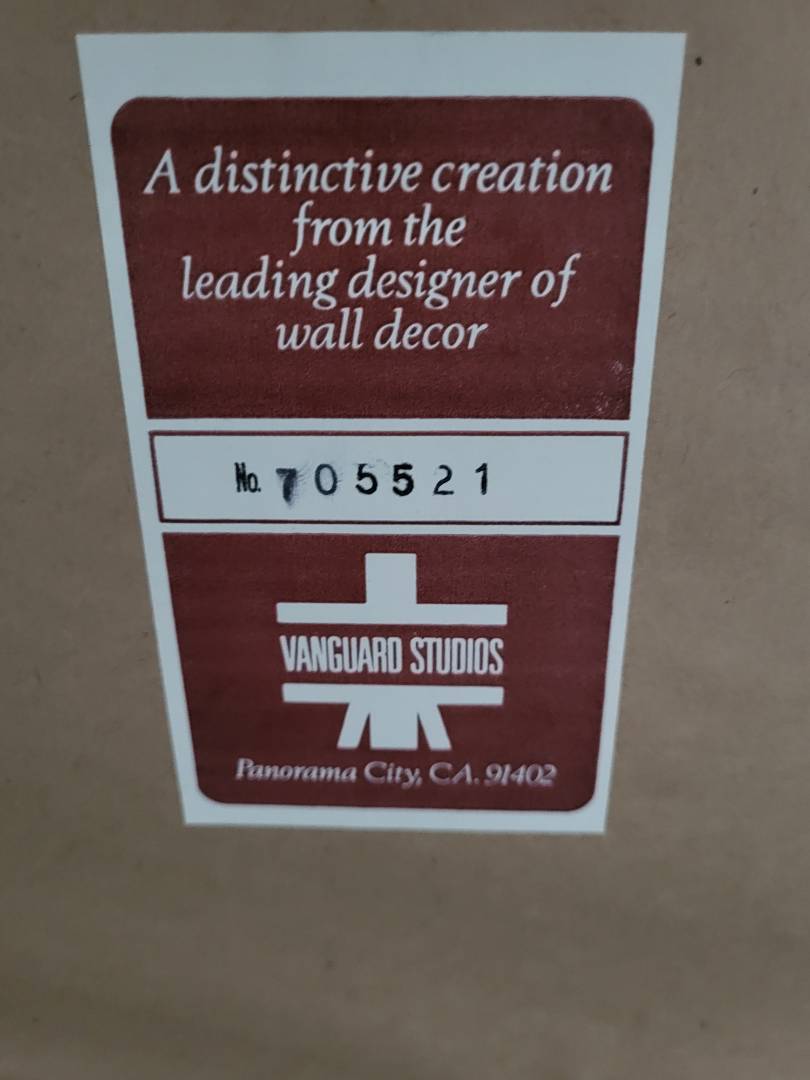 A distinctive creation
from the
leading designer of
wall decor
No. 705521
VANGUARD STUDIOS
Panorama City, CA. 91402